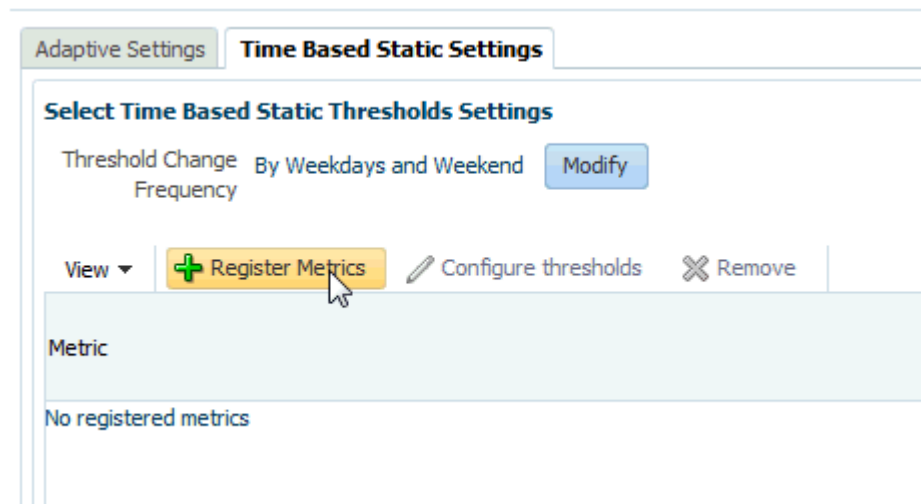 Adaptive Settings
Time Based Static Settings
Select Time Based Static Thresholds Settings
Threshold Change
Frequency
By Weekdays and Weekend
Modify
View
Register Metrics
Configure thresholds
Remove
Metric
No registered metrics